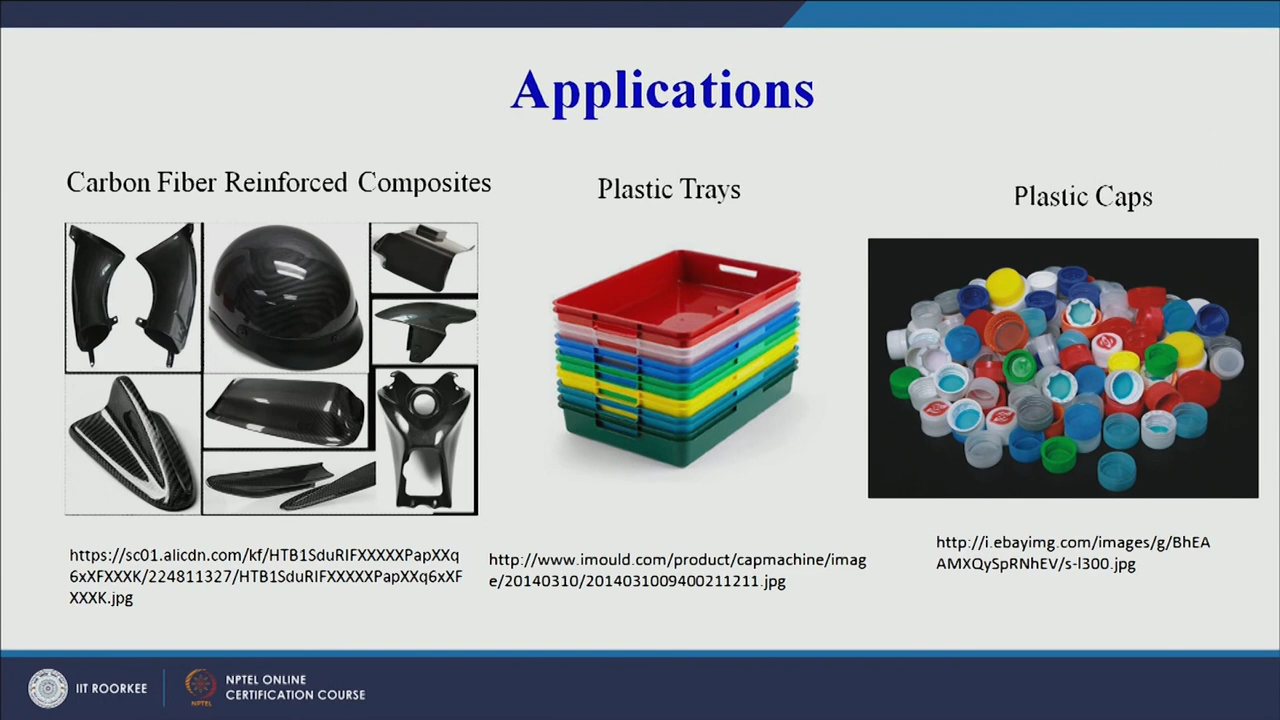 Applications
Carbon Fiber Reinforced Composites
Plastic Trays
Plastic Caps
https://sc01.alicdn.com/kf/HTB1SduRIFXXXXXPapXXq
6xXFXXXK/224811327/HTB1SduRIFXXXXXPapXXq6xXF
XXXK.jpg
http://www.imould.com/product/capmachine/imag
e/20140310/2014031009400211211.jpg
http://i.ebayimg.com/images/g/BhEA
AMXQySpRNhEV/s-l300.jpg
IIT ROORKEE
NPTEL
NPTEL ONLINE
CERTIFICATION COURSE